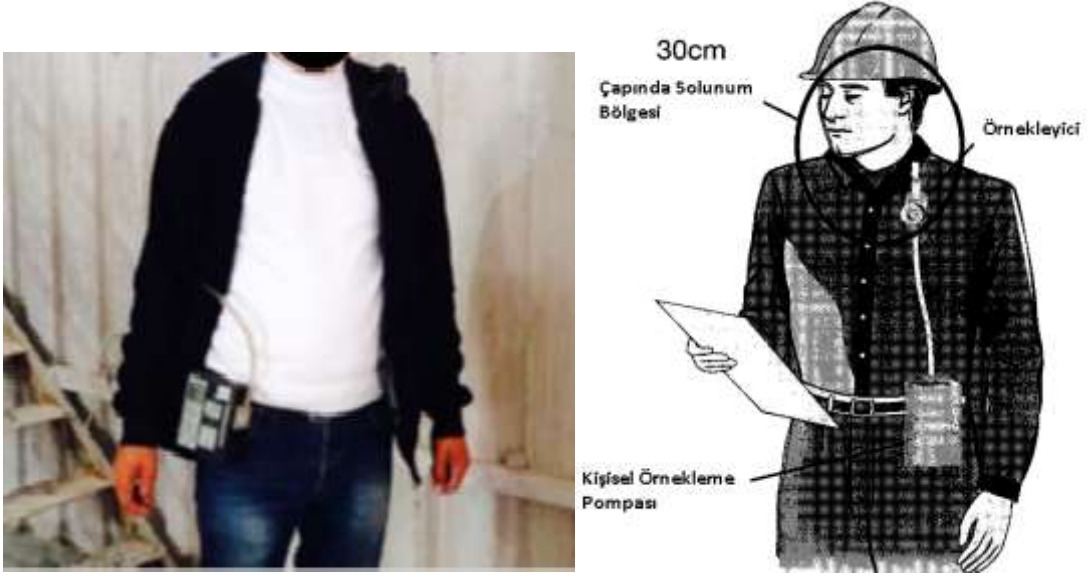 30cm
Çapında Solunum
Bölgesi
Örnekleyici
Kişisel Örnekleme
Pompası